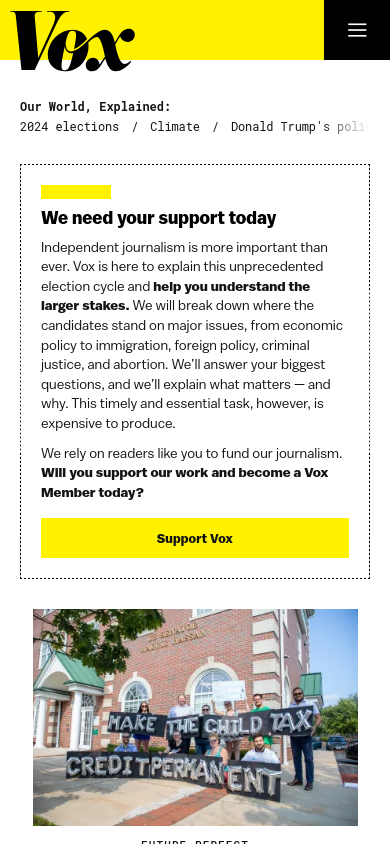 Vox
Our World, Explained:
2024 elections / Climate / Donald Trump's poli
We need your support today
Independent journalism is more important than
ever. Vox is here to explain this unprecedented
election cycle and help you understand the
larger stakes. We will break down where the
candidates stand on major issues, from economic
policy to immigration, foreign policy, criminal
justice, and abortion. We’ll answer your biggest
questions, and we’ll explain what matters — and
why. This timely and essential task, however, is
expensive to produce.
We rely on readers like you to fund our journalism.
Will you support our work and become a Vox
Member today?
Support Vox
HASSAN
MAKE THE CHILD TAX
CREDIT PERMANENT
FUTURE PERFECT